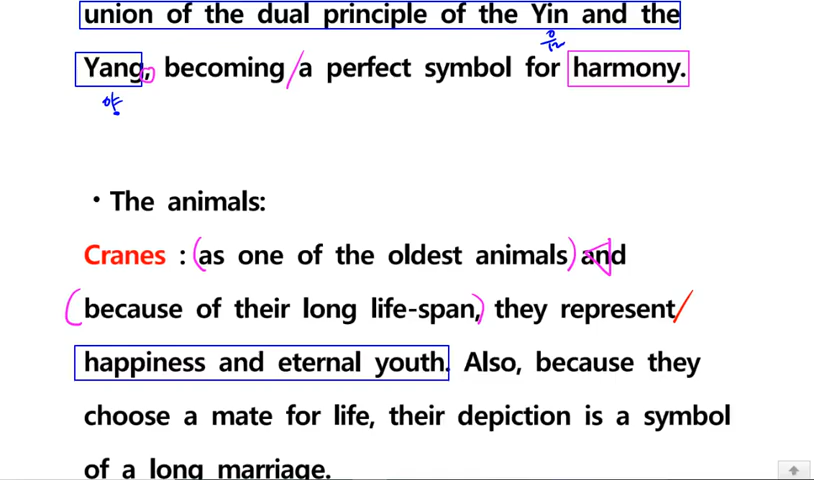 union of the dual principle of the Yin and the
음
Yang, becoming a perfect symbol for harmony.
양
• The animals:
Cranes : (as one of the oldest animals) and
(because of their long life-span,) they represent/
happiness and eternal youth. Also, because they
choose a mate for life, their depiction is a symbol
of a long marriage.